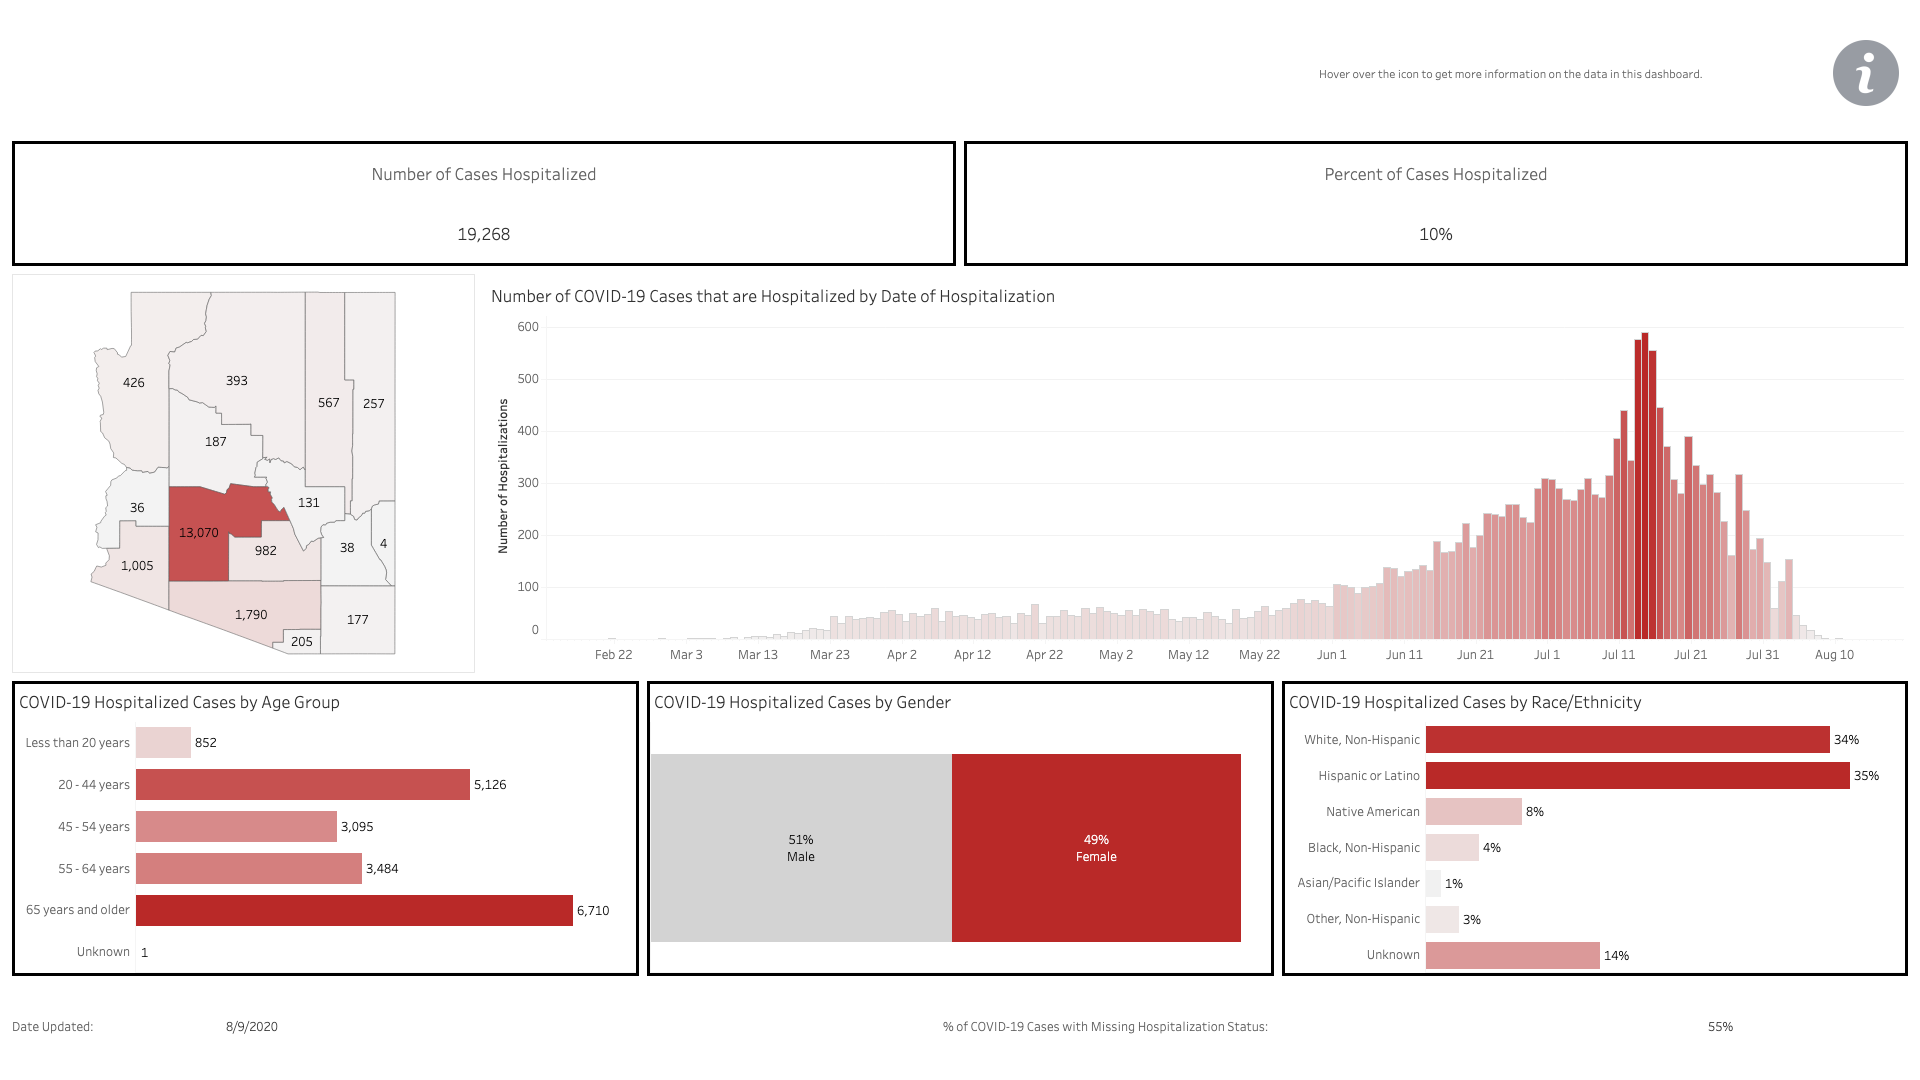 Hover over the icon to get more information on the data in this dashboard.
i
Number of Cases Hospitalized
19,268
Percent of Cases Hospitalized
10%
426
393
567
257
187
36
131
13,070
982
38
4
1,005
1,790
177
205
Number of COVID-19 Cases that are Hospitalized by Date of Hospitalization
Number of Hospitalizations
600
500
400
300
200
100
0
Feb 22 Mar 3 Mar 13 Mar 23 Apr 2 Apr 12 Apr 22 May 2 May 12 May 22 Jun 1 Jun 11 Jun 21 Jul 1 Jul 11 Jul 21 Jul 31 Aug 10
COVID-19 Hospitalized Cases by Age Group
Less than 20 years 852
20 - 44 years 5,126
45 - 54 years 3,095
55 - 64 years 3,484
65 years and older 6,710
Unknown 1
COVID-19 Hospitalized Cases by Gender
51%
Male
49%
Female
COVID-19 Hospitalized Cases by Race/Ethnicity
White, Non-Hispanic 34%
Hispanic or Latino 35%
Native American 8%
Black, Non-Hispanic 4%
Asian/Pacific Islander 1%
Other, Non-Hispanic 3%
Unknown 14%
Date Updated: 8/9/2020
% of COVID-19 Cases with Missing Hospitalization Status: 55%